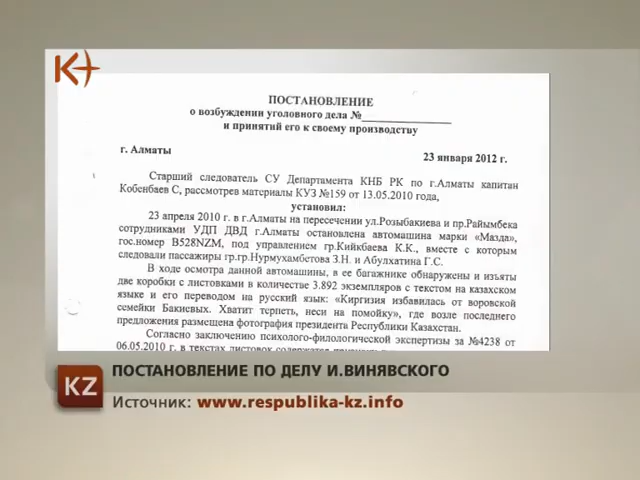 K+
ПОСТАНОВЛЕНИЕ
о возбуждении уголовного дела №_______________
и принятий его к своему производству
г. Алматы
23 января 2012 г.
Старший следователь СУ Департамента КНБ РК по г.Алматы капитан
Кобенбаев С, рассмотрев материалы КУЗ №159 от 13.05.2010 года,
установил:
23 апреля 2010 г. в г.Алматы на пересечении ул.Розыбакиева и пр.Райымбека
сотрудниками УДП ДВД г.Алматы остановлена автомашина марки «Мазда»,
гос.номер B528NZM, под управлением гр.Кийкбаева К.К., вместе с которым
следовали пассажиры гр.гр.Нурмухамбетова З.Н. и Абулхатина Г.С.
В ходе осмотра данной автомашины, в ее багажнике обнаружены и изъяты
две коробки с листовками в количестве 3.892 экземпляров с текстом на казахском
языке и его переводом на русский язык: «Киргизия избавилась от воровской
семейки Бакиевых. Хватит терпеть, неси на помойку», где возле последнего
предложения размещена фотография президента Республики Казахстан.
Согласно заключению психолого-филологической экспертизы за №4238 от
06.05.2010 г. в текстах листовок содержатся
KZ
ПОСТАНОВЛЕНИЕ ПО ДЕЛУ И.ВИНЯВСКОГО
Источник: www.respublika-kz.info